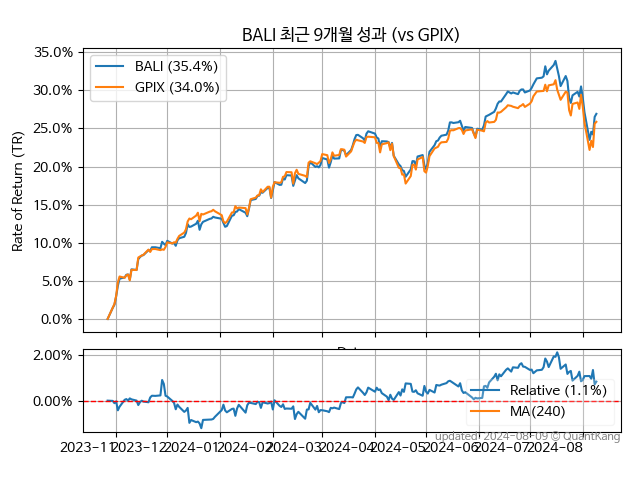 BALI 최근 9개월 성과 (vs GPIX)
35.0%
30.0%
25.0%
20.0%
15.0%
10.0%
5.0%
0.0%
Rate of Return (TR)
BALI (35.4%)
GPIX (34.0%)
2.00%
0.00%
Relative (1.1%)
MA(240)
updated: 2024-08-09 © QuantKang
2023-11
2023-12
2024-01
2024-02
2024-03
2024-04
2024-05
2024-06
2024-07
2024-08